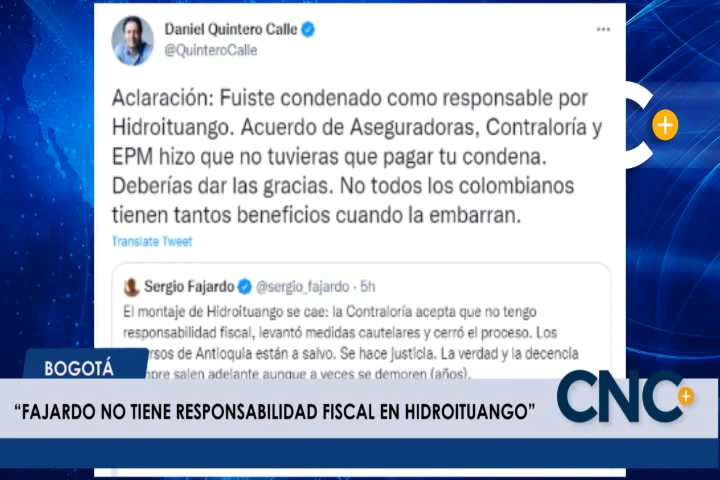 Daniel Quintero Calle
@QuinteroCalle
Aclaración: Fuiste condenado como responsable por
Hidroituango. Acuerdo de Aseguradoras, Contraloría y
EPM hizo que no tuvieras que pagar tu condena.
Deberías dar las gracias. No todos los colombianos
tienen tantos beneficios cuando la embarran.
Translate Tweet
Sergio Fajardo @sergio_fajardo · 5h
El montaje de Hidroituango se cae: la Contraloría acepta que no tengo
responsabilidad fiscal, levantó medidas cautelares y cerró el proceso. Los
de Antioquia están a salvo. Se hace justicia. La verdad y la decencia
salen adelante aunque a veces se demoren (años).
C+
BOGOTÁ
“FAJARDO NO TIENE RESPONSABILIDAD FISCAL EN HIDROITUANGO”
CNC+